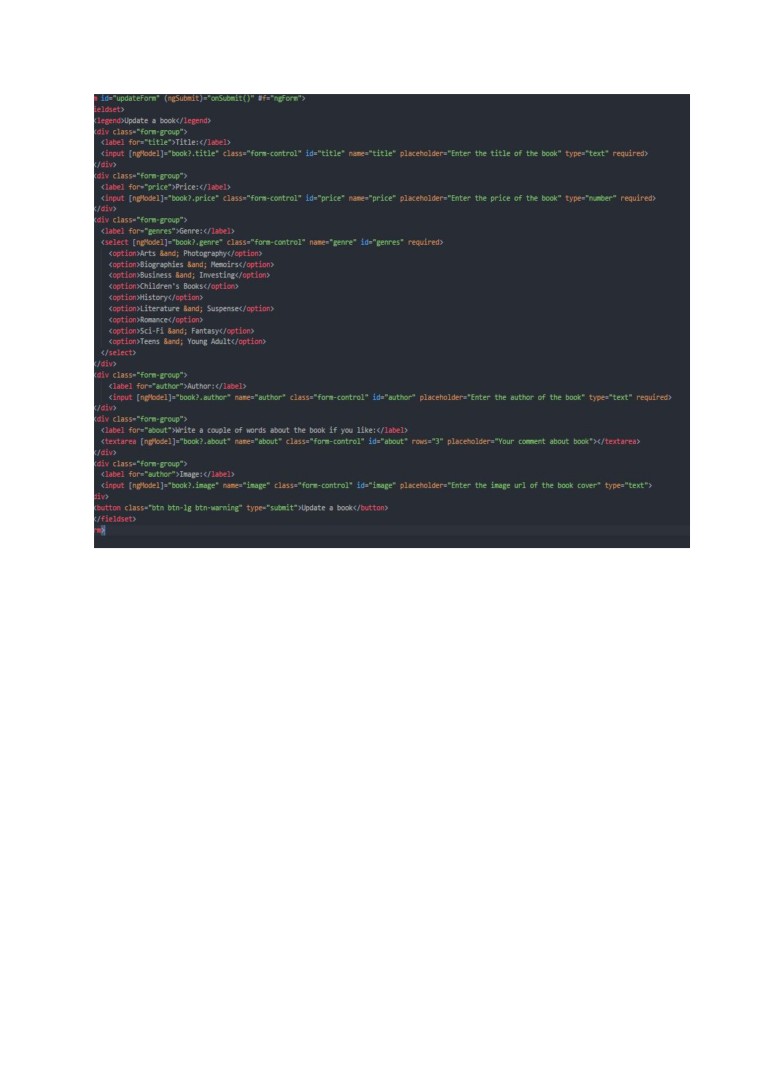 m id="updateForm" (ngSubmit)="onSubmit()" #f="ngForm">
ieldset>
<legend>Update a book</legend>
<div class="form-group">
<label for="title">Title:</label>
<input [ngModel]="book?.title" class="form-control" id="title" name="title" placeholder="Enter the title of the book" type="text" required>
</div>
<div class="form-group">
<label for="price">Price:</label>
<input [ngModel]="book?.price" class="form-control" id="price" name="price" placeholder="Enter the price of the book" type="number" required>
</div>
<div class="form-group">
<label for="genres">Genre:</label>
<select [ngModel]="book?.genre" class="form-control" name="genre" id="genres" required>
<option>Arts &and; Photography</option>
<option>Biographies &and; Memoirs</option>
<option>Business &and; Investing</option>
<option>Children's Books</option>
<option>History</option>
<option>Literature &and; Suspense</option>
<option>Romance</option>
<option>Sci-Fi &and; Fantasy</option>
<option>Teens &and; Young Adult</option>
</select>
</div>
<div class="form-group">
<label for="author">Author:</label>
<input [ngModel]="book?.author" name="author" class="form-control" id="author" placeholder="Enter the author of the book" type="text" required>
</div>
<div class="form-group">
<label for="about">Write a couple of words about the book if you like:</label>
<textarea [ngModel]="book?.about" name="about" class="form-control" id="about" rows="3" placeholder="Your comment about book"></textarea>
</div>
<div class="form-group">
<label for="author">Image:</label>
<input [ngModel]="book?.image" name="image" class="form-control" id="image" placeholder="Enter the image url of the book cover" type="text">
div>
<button class="btn btn-lg btn-warning" type="submit">Update a book</button>
</fieldset>
rm>